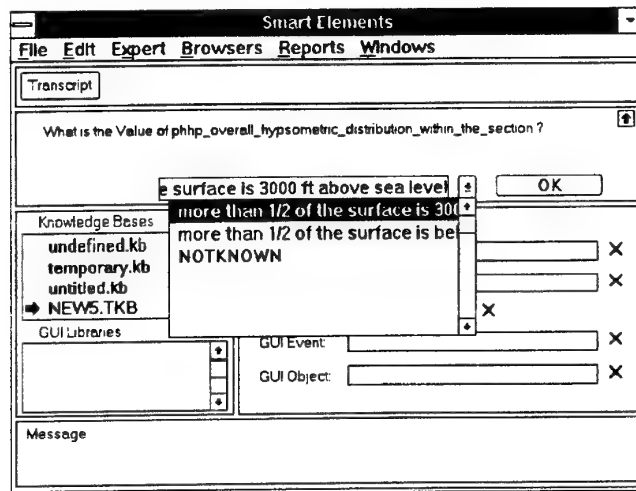 Smart Elements
File Edit Expert Browsers Reports Windows
Transcript
What is the Value of phhp_overall_hypsometric_distribution_within_the_section ?
e surface is 3000 ft above sea level
OK
more than 1/2 of the surface is 300
more than 1/2 of the surface is bel
NOTKNOWN
Knowledge Bases
undefined.kb
temporary.kb
untitled.kb
NEW5.TKB
GUI Libraries
GUI Event:
GUI Object:
Message